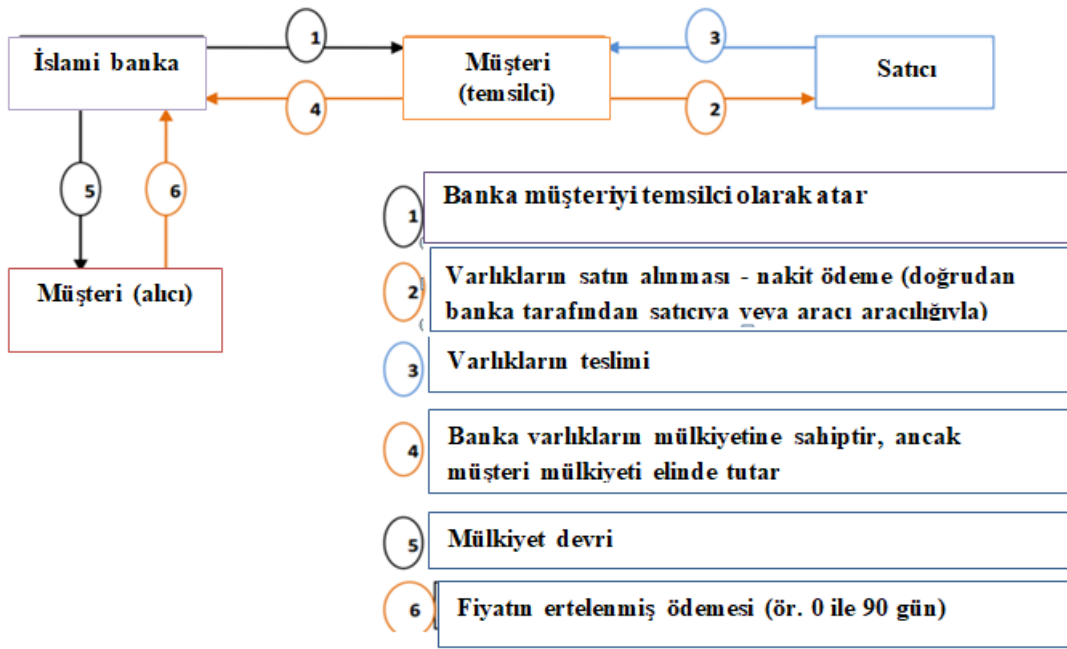 İslami banka
1
Müşteri
(temsilci)
3
Satıcı
4
2
5
6
Müşteri (alıcı)
1
Banka müşteriyi temsilci olarak atar
2
Varlıkların satın alınması - nakit ödeme (doğrudan
banka tarafından satıcıya veya aracı aracılığıyla)
3
Varlıkların teslimi
4
Banka varlıkların mülkiyetine sahiptir, ancak
müşteri mülkiyeti elinde tutar
5
Mülkiyet devri
6
Fiyatın ertelenmiş ödemesi (ör. 0 ile 90 gün)